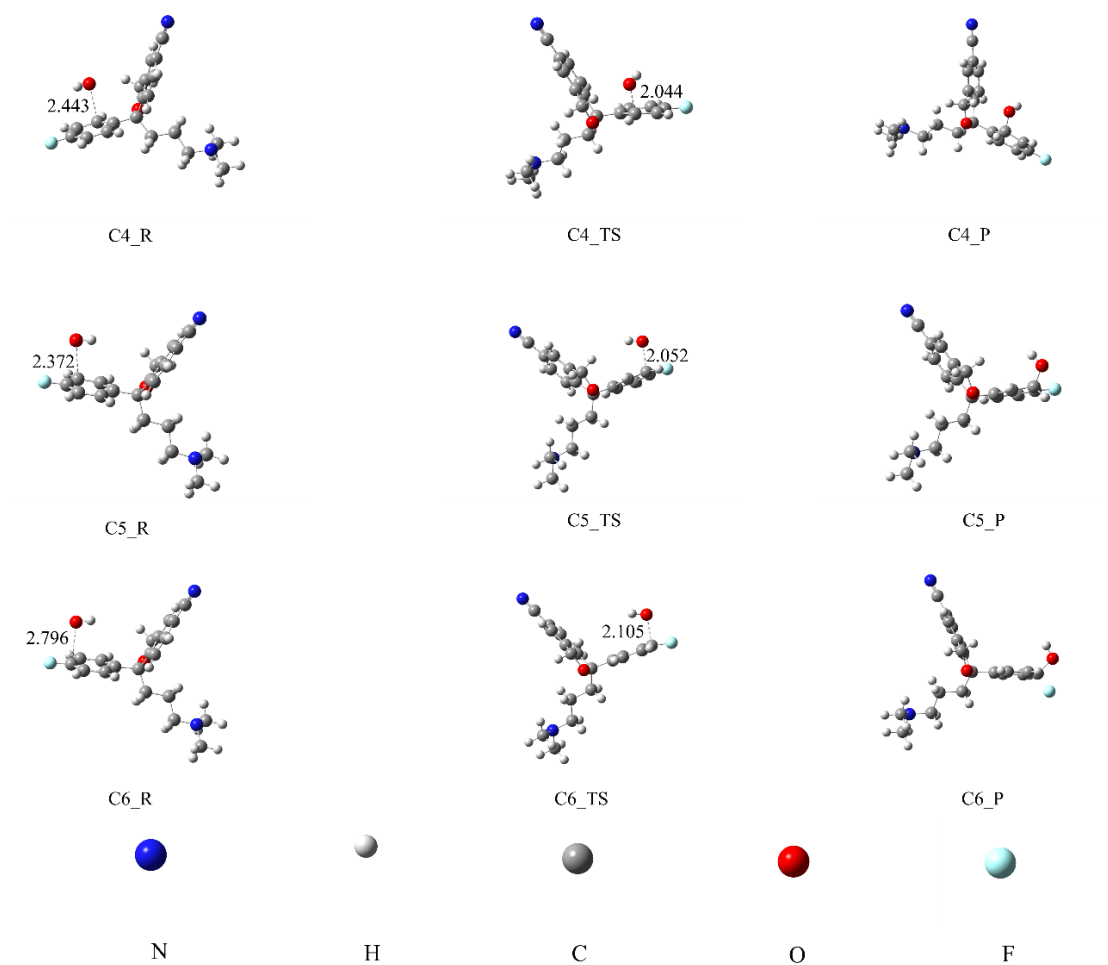 2.443
2.044
C4_R
C4_TS
C4_P
2.372
2.052
C5_R
C5_TS
C5_P
2.796
2.105
C6_R
C6_TS
C6_P
N
H
C
O
F